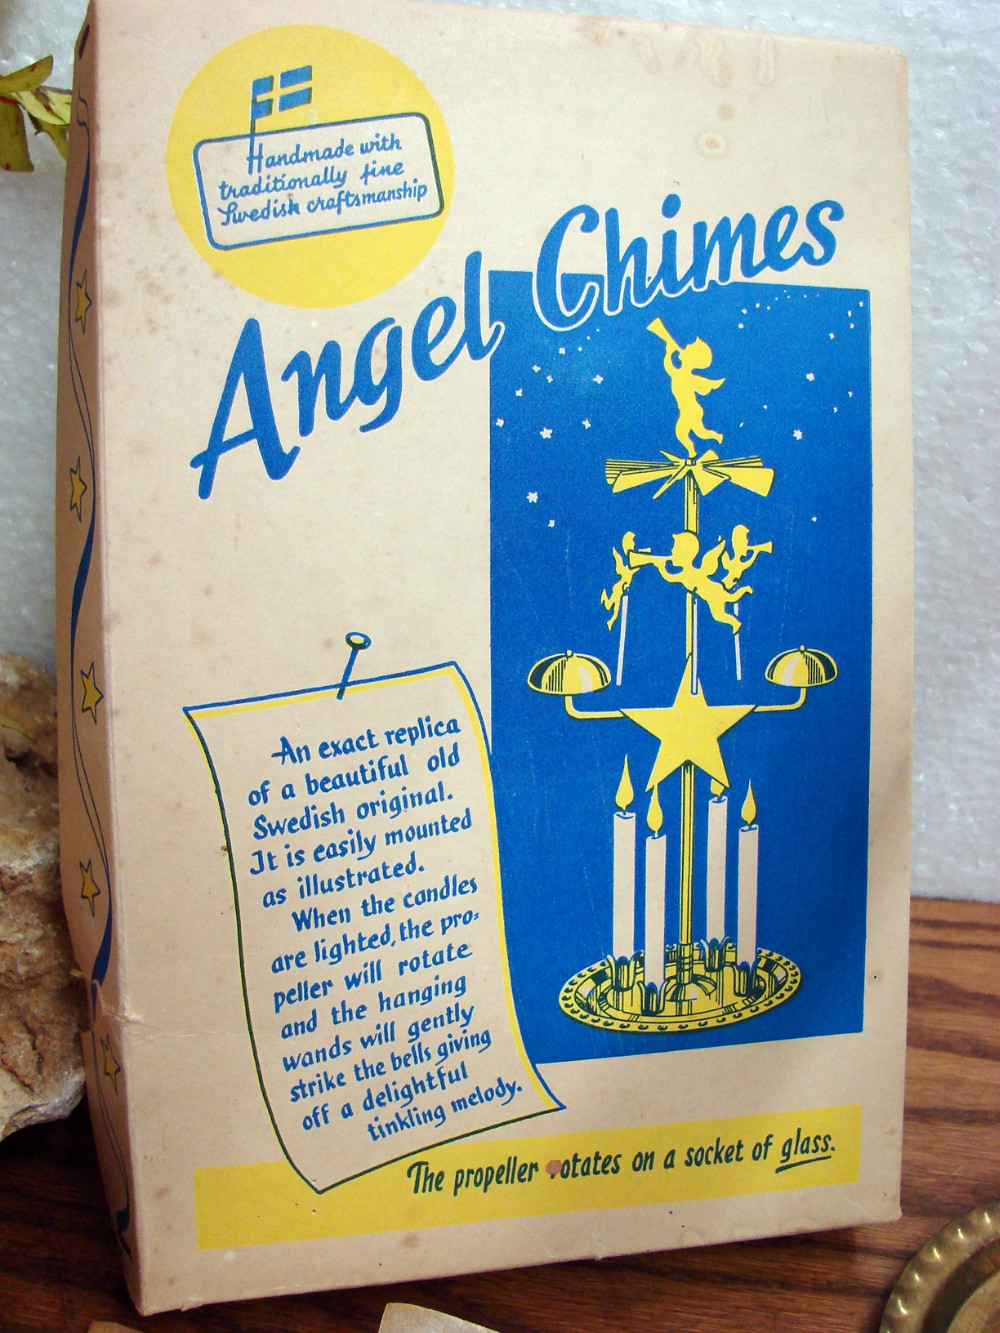 Handmade with
traditionally fine
Swedish craftsmanship
Angel Chimes
An exact replica
of a beautiful old
Swedish original.
It is easily mounted
as illustrated.
When the candles
are lighted, the pro-
peller will rotate
and the hanging
wands will gently
strike the bells giving
off a delightful
tinkling melody.
The propeller otates on a socket of glass.